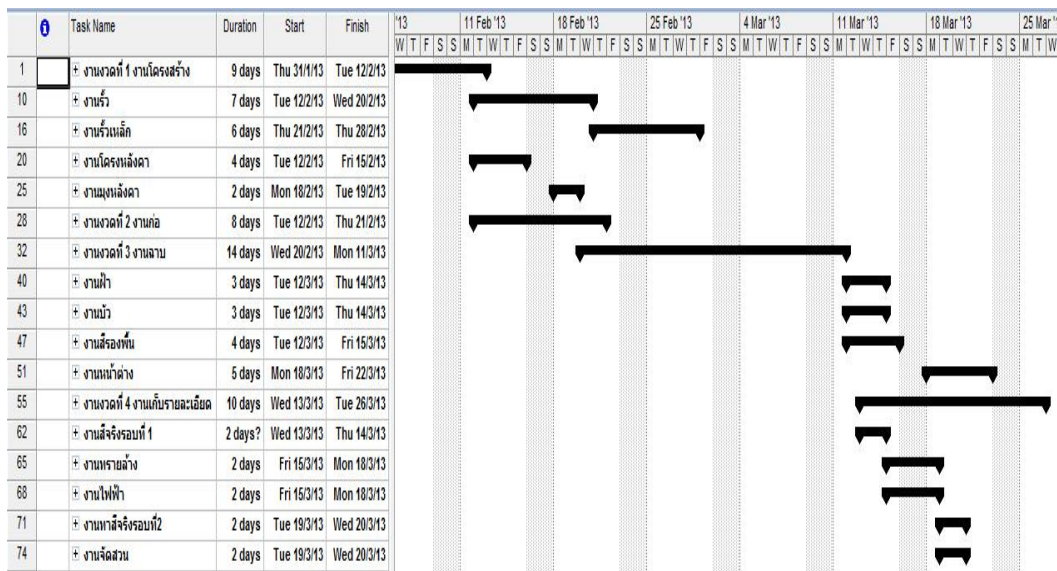 Task Name Duration Start Finish '13 11 Feb '13 18 Feb '13 25 Feb '13 4 Mar '13 11 Mar '13 18 Mar '13 25 Mar '1
W T F S S M T W T F S S M T W T F S S M T W T F S S M T W T F S S M T W T F S S M T W T F S S M T W
1 งานงวดที่ 1 งานโครงสร้าง 9 days Thu 31/1/13 Tue 12/2/13
10 งานรั้ว 7 days Tue 12/2/13 Wed 20/2/13
16 งานรั้วเหล็ก 6 days Thu 21/2/13 Thu 28/2/13
20 งานโครงหลังคา 4 days Tue 12/2/13 Fri 15/2/13
25 งานมุงหลังคา 2 days Mon 18/2/13 Tue 19/2/13
28 งานงวดที่ 2 งานก่อ 8 days Tue 12/2/13 Thu 21/2/13
32 งานงวดที่ 3 งานฉาบ 14 days Wed 20/2/13 Mon 11/3/13
40 งานฝ้า 3 days Tue 12/3/13 Thu 14/3/13
43 งานบัว 3 days Tue 12/3/13 Thu 14/3/13
47 งานสีรองพื้น 4 days Tue 12/3/13 Fri 15/3/13
51 งานหน้าต่าง 5 days Mon 18/3/13 Fri 22/3/13
55 งานงวดที่ 4 งานเก็บรายละเอียด 10 days Wed 13/3/13 Tue 26/3/13
62 งานสีจริงรอบที่ 1 2 days? Wed 13/3/13 Thu 14/3/13
65 งานทรายล้าง 2 days Fri 15/3/13 Mon 18/3/13
68 งานไฟฟ้า 2 days Fri 15/3/13 Mon 18/3/13
71 งานทาสีจริงรอบที่2 2 days Tue 19/3/13 Wed 20/3/13
74 งานจัดสวน 2 days Tue 19/3/13 Wed 20/3/13